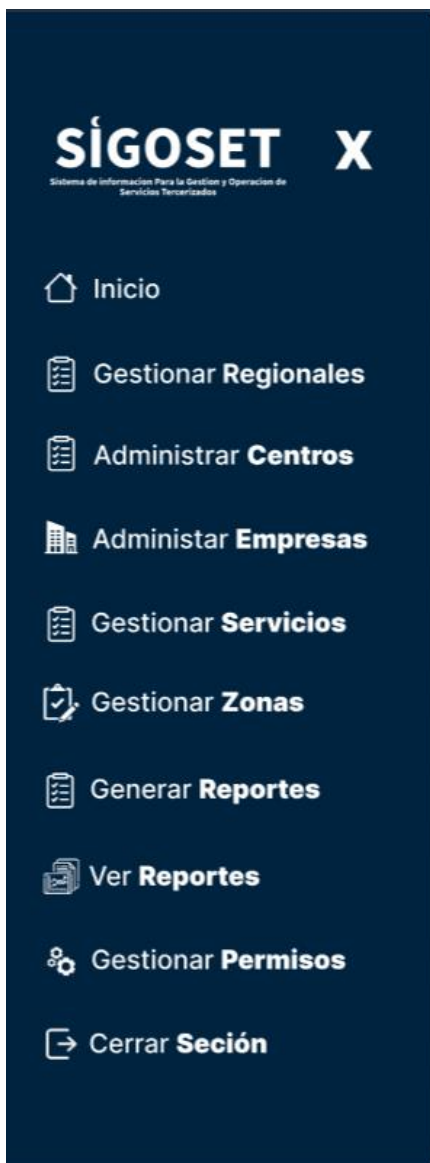 SÍGOSET X
Sistema de informacion Para la Gestion y Operacion de
Servicios Tercerizados
Inicio
Gestionar Regionales
Administrar Centros
Administar Empresas
Gestionar Servicios
Gestionar Zonas
Generar Reportes
Ver Reportes
Gestionar Permisos
Cerrar Seción